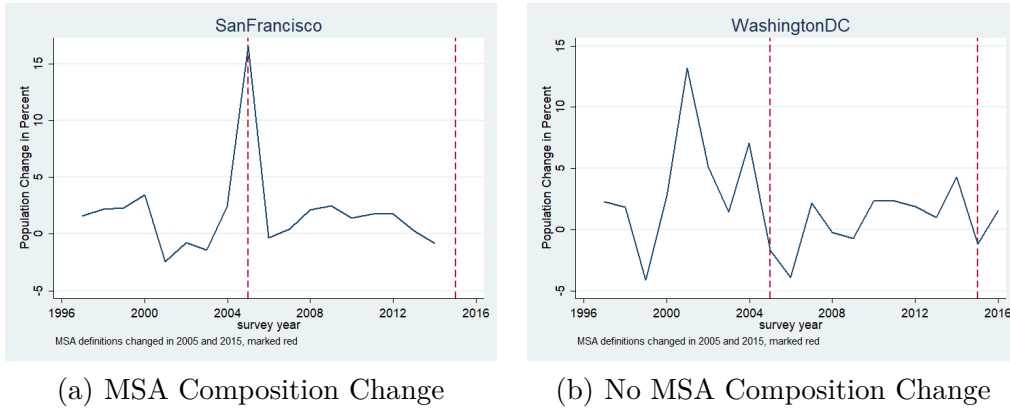 SanFrancisco
Population Change in Percent
15
10
5
0
-5
1996
2000
2004
2008
2012
2016
survey year
MSA definitions changed in 2005 and 2015, marked red
(a) MSA Composition Change
WashingtonDC
Population Change in Percent
15
10
5
0
-5
1996
2000
2004
2008
2012
2016
survey year
MSA definitions changed in 2005 and 2015, marked red
(b) No MSA Composition Change